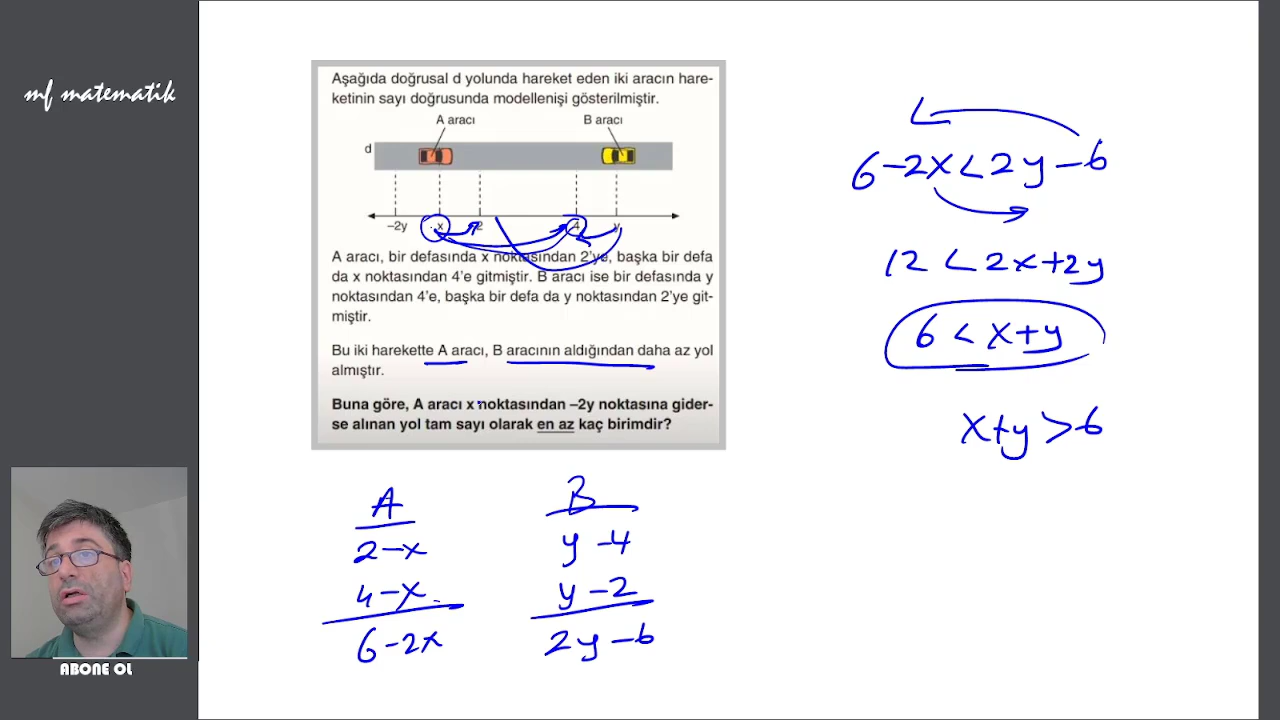 mf matematik
Aşağıda doğrusal d yolunda hareket eden iki aracın hare-
ketinin sayı doğrusunda modellenişi gösterilmiştir.
A aracı B aracı
d
–2y x 2 4 y
A aracı, bir defasında x noktasından 2'ye, başka bir defa
da x noktasından 4'e gitmiştir. B aracı ise bir defasında y
noktasından 4'e, başka bir defa da y noktasından 2'ye git-
miştir.
Bu iki harekette A aracı, B aracının aldığından daha az yol
almıştır.
Buna göre, A aracı x noktasından –2y noktasına gider-
se alınan yol tam sayı olarak en az kaç birimdir?
A B
2-x y-4
4-x y-2
6-2x 2y-6
6-2x<2y-6
12 < 2x+2y
6 < x+y
x+y >6
ABONE OL